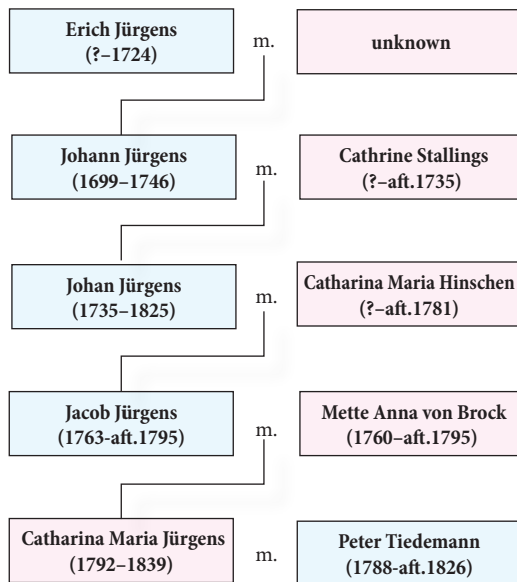 Erich Jürgens
(?–1724)
m.
unknown
Johann Jürgens
(1699–1746)
m.
Cathrine Stallings
(?–aft.1735)
Johan Jürgens
(1735–1825)
m.
Catharina Maria Hinschen
(?–aft.1781)
Jacob Jürgens
(1763-aft.1795)
m.
Mette Anna von Brock
(1760–aft.1795)
Catharina Maria Jürgens
(1792–1839)
m.
Peter Tiedemann
(1788-aft.1826)